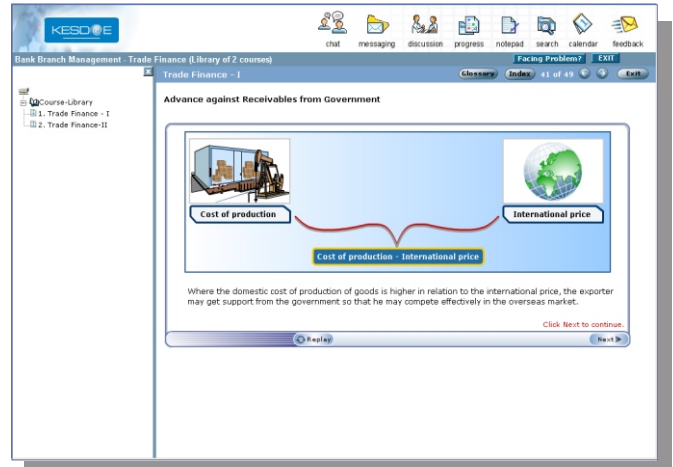 KESDEE
chat messaging discussion progress notepad search calendar feedback
Bank Branch Management - Trade Finance (Library of 2 courses)
Facing Problem? EXIT
x
Trade Finance - I
Glossary Index 41 of 49 Exit
Course-Library
1. Trade Finance - I
2. Trade Finance-II
Advance against Receivables from Government
Cost of production
International price
Cost of production - International price
Where the domestic cost of production of goods is higher in relation to the international price, the exporter
may get support from the government so that he may compete effectively in the overseas market.
Click Next to continue.
Replay
Next